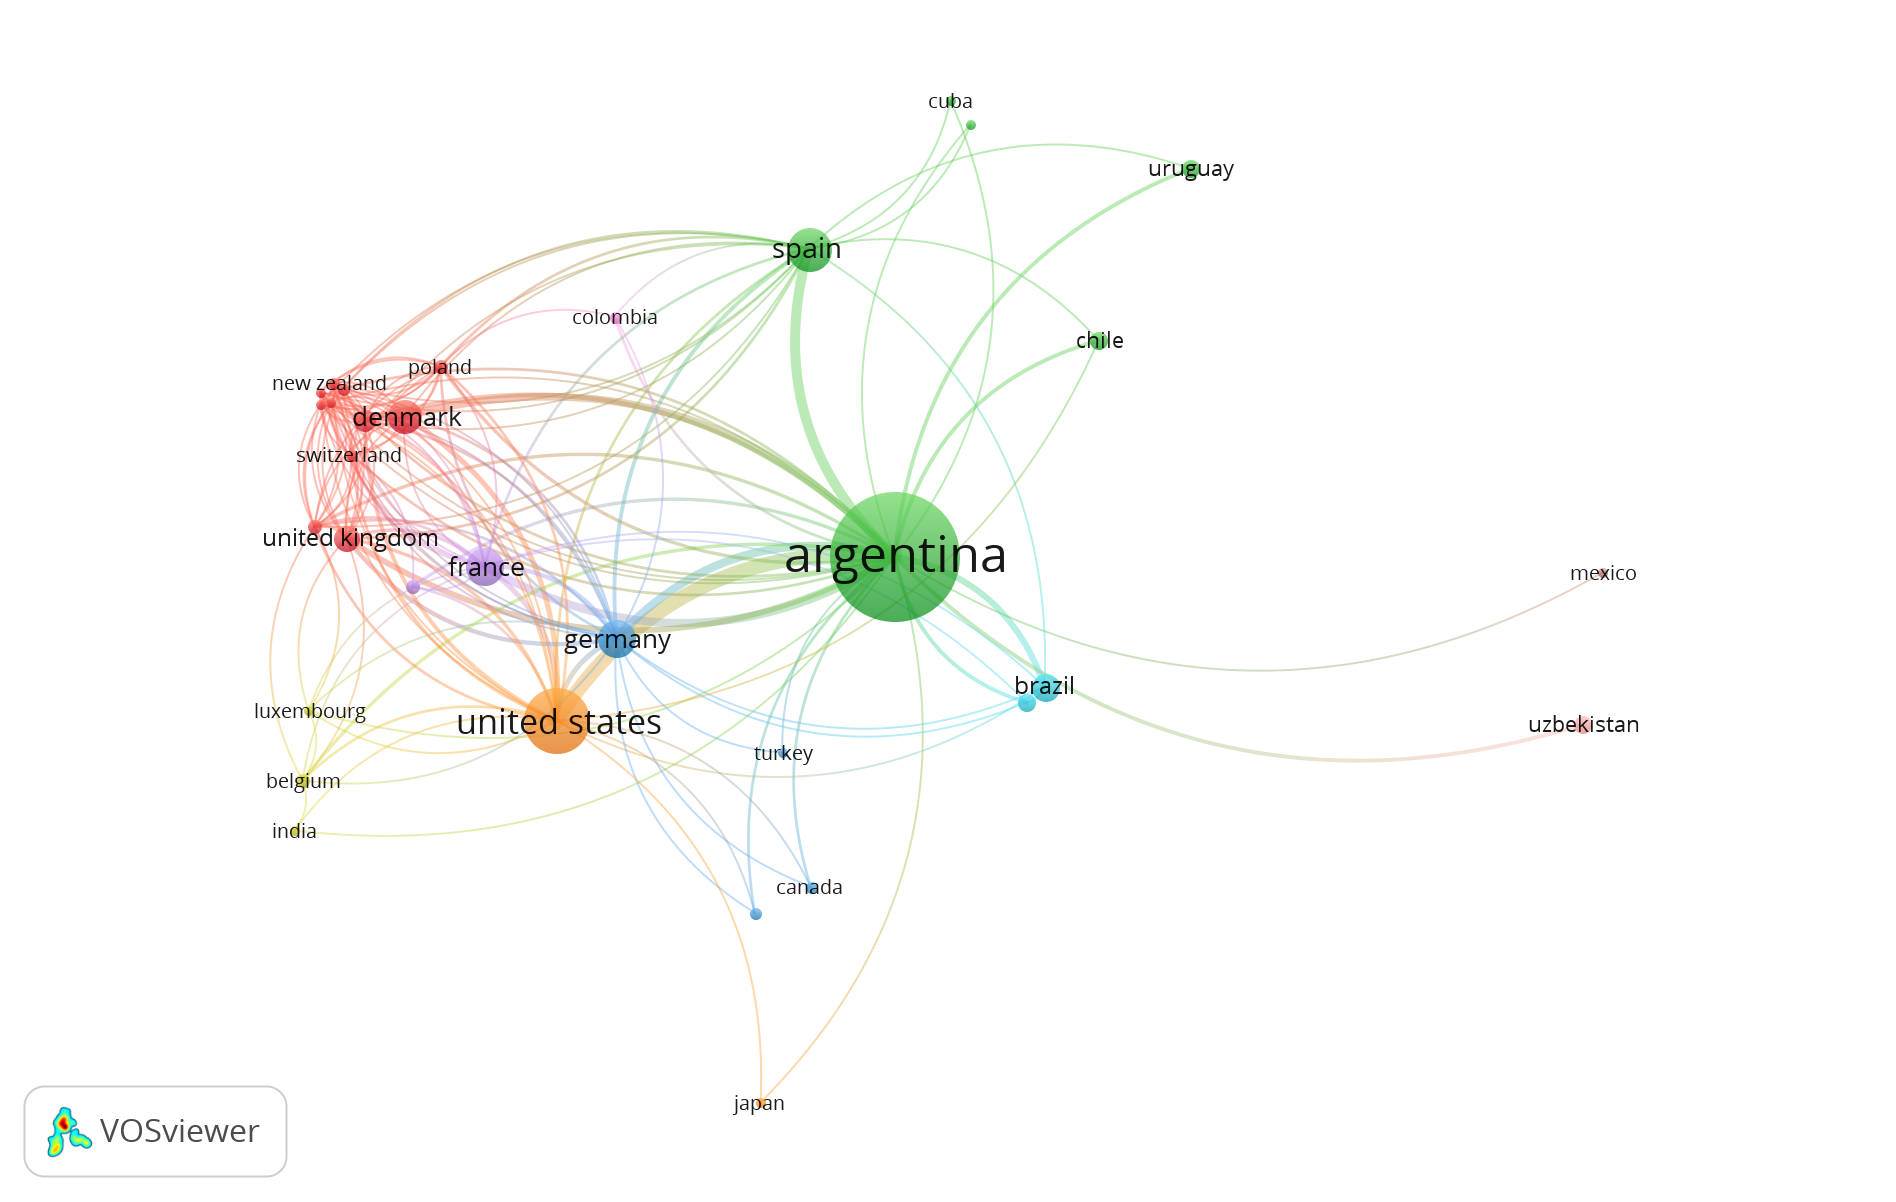 cuba
uruguay
spain
colombia
chile
poland
new zealand
denmark
switzerland
united kingdom
argentina
france
mexico
germany
brazil
luxembourg
united states
uzbekistan
turkey
belgium
india
canada
japan
VOSviewer